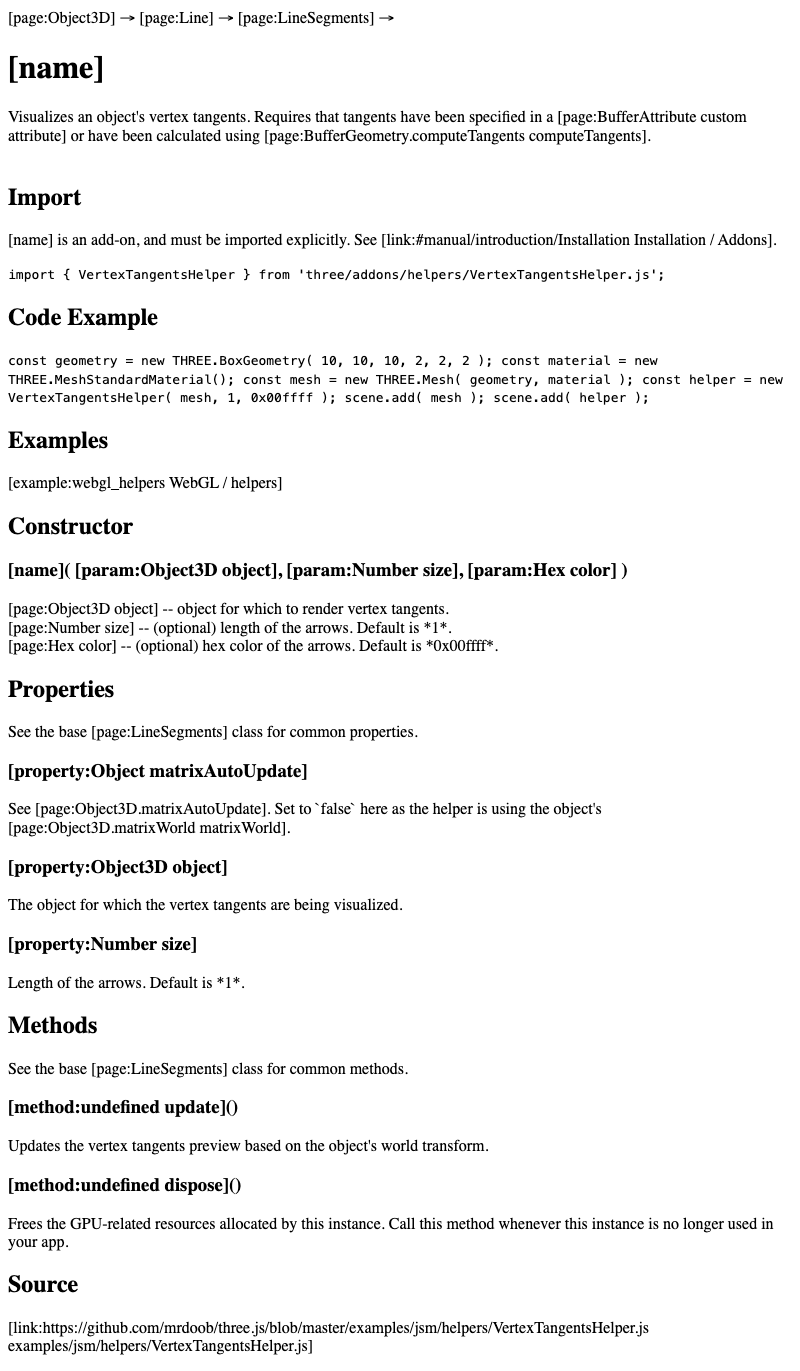 [page:Object3D] → [page:Line] → [page:LineSegments] →
[name]
Visualizes an object's vertex tangents. Requires that tangents have been specified in a [page:BufferAttribute custom
attribute] or have been calculated using [page:BufferGeometry.computeTangents computeTangents].
Import
[name] is an add-on, and must be imported explicitly. See [link:#manual/introduction/Installation Installation / Addons].
import { VertexTangentsHelper } from 'three/addons/helpers/VertexTangentsHelper.js';
Code Example
const geometry = new THREE.BoxGeometry( 10, 10, 10, 2, 2, 2 ); const material = new
THREE.MeshStandardMaterial(); const mesh = new THREE.Mesh( geometry, material ); const helper = new
VertexTangentsHelper( mesh, 1, 0x00ffff ); scene.add( mesh ); scene.add( helper );
Examples
[example:webgl_helpers WebGL / helpers]
Constructor
[name]( [param:Object3D object], [param:Number size], [param:Hex color] )
[page:Object3D object] -- object for which to render vertex tangents.
[page:Number size] -- (optional) length of the arrows. Default is *1*.
[page:Hex color] -- (optional) hex color of the arrows. Default is *0x00ffff*.
Properties
See the base [page:LineSegments] class for common properties.
[property:Object matrixAutoUpdate]
See [page:Object3D.matrixAutoUpdate]. Set to `false` here as the helper is using the object's
[page:Object3D.matrixWorld matrixWorld].
[property:Object3D object]
The object for which the vertex tangents are being visualized.
[property:Number size]
Length of the arrows. Default is *1*.
Methods
See the base [page:LineSegments] class for common methods.
[method:undefined update]()
Updates the vertex tangents preview based on the object's world transform.
[method:undefined dispose]()
Frees the GPU-related resources allocated by this instance. Call this method whenever this instance is no longer used in
your app.
Source
[link:https://github.com/mrdoob/three.js/blob/master/examples/jsm/helpers/VertexTangentsHelper.js
examples/jsm/helpers/VertexTangentsHelper.js]